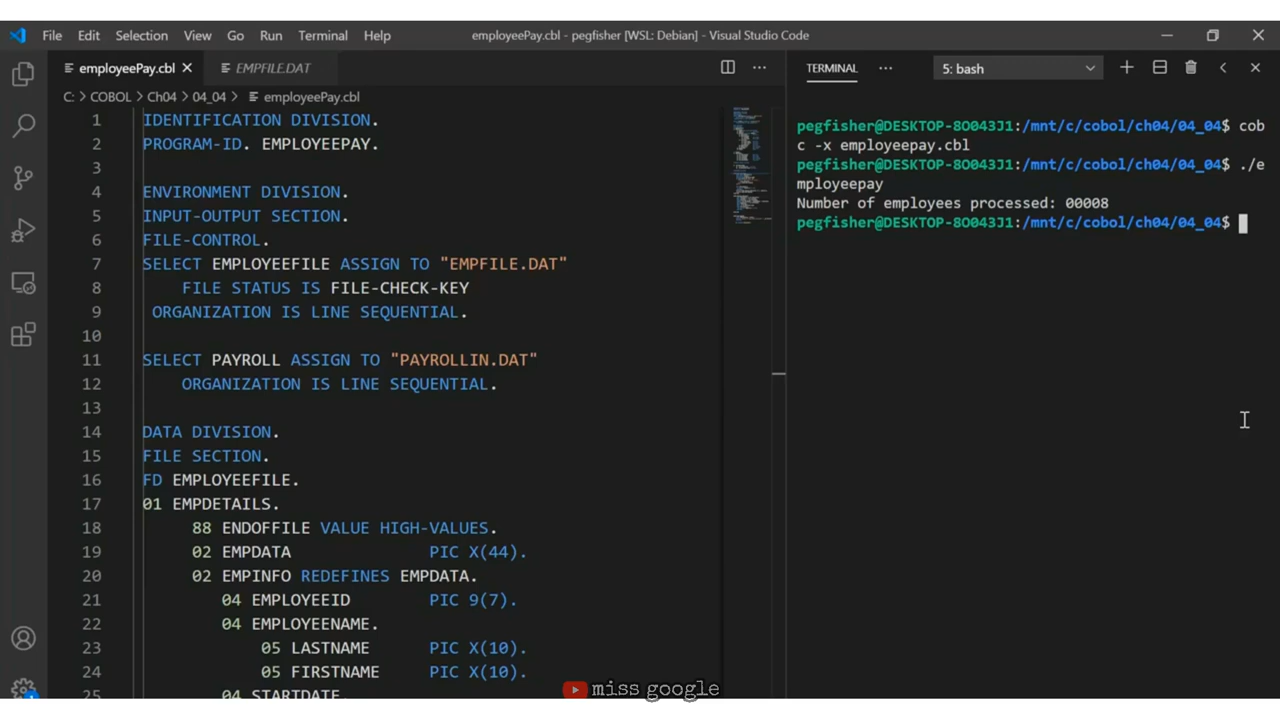 File Edit Selection View Go Run Terminal Help employeePay.cbl - pegfisher [WSL: Debian] - Visual Studio Code
employeePay.cbl EMPFILE.DAT
C: > COBOL > Ch04 > 04_04 > employeePay.cbl
1 IDENTIFICATION DIVISION.
2 PROGRAM-ID. EMPLOYEEPAY.
3
4 ENVIRONMENT DIVISION.
5 INPUT-OUTPUT SECTION.
6 FILE-CONTROL.
7 SELECT EMPLOYEEFILE ASSIGN TO "EMPFILE.DAT"
8 FILE STATUS IS FILE-CHECK-KEY
9 ORGANIZATION IS LINE SEQUENTIAL.
10
11 SELECT PAYROLL ASSIGN TO "PAYROLLIN.DAT"
12 ORGANIZATION IS LINE SEQUENTIAL.
13
14 DATA DIVISION.
15 FILE SECTION.
16 FD EMPLOYEEFILE.
17 01 EMPDETAILS.
18 88 ENDOFFILE VALUE HIGH-VALUES.
19 02 EMPDATA PIC X(44).
20 02 EMPINFO REDEFINES EMPDATA.
21 04 EMPLOYEEID PIC 9(7).
22 04 EMPLOYEENAME.
23 05 LASTNAME PIC X(10).
24 05 FIRSTNAME PIC X(10).
25 04 STARTDATE.
TERMINAL 5: bash
pegfisher@DESKTOP-8O043J1:/mnt/c/cobol/ch04/04_04$ cob
c -x employeepay.cbl
pegfisher@DESKTOP-8O043J1:/mnt/c/cobol/ch04/04_04$ ./e
mployeepay
Number of employees processed: 00008
pegfisher@DESKTOP-8O043J1:/mnt/c/cobol/ch04/04_04$
miss google